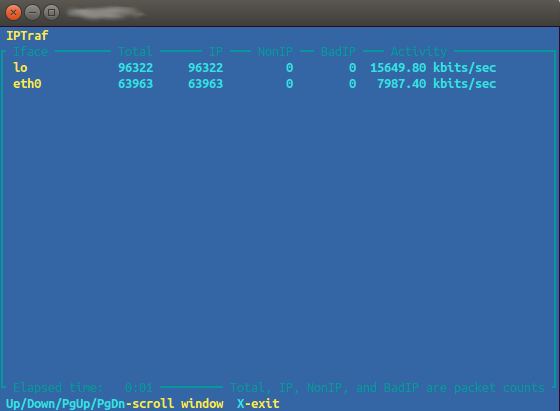 IPTraf
Iface Total IP NonIP BadIP Activity
lo 96322 96322 0 0 15649.80 kbits/sec
eth0 63963 63963 0 0 7987.40 kbits/sec
Elapsed time: 0:01 Total, IP, NonIP, and BadIP are packet counts
Up/Down/PgUp/PgDn-scroll window X-exit